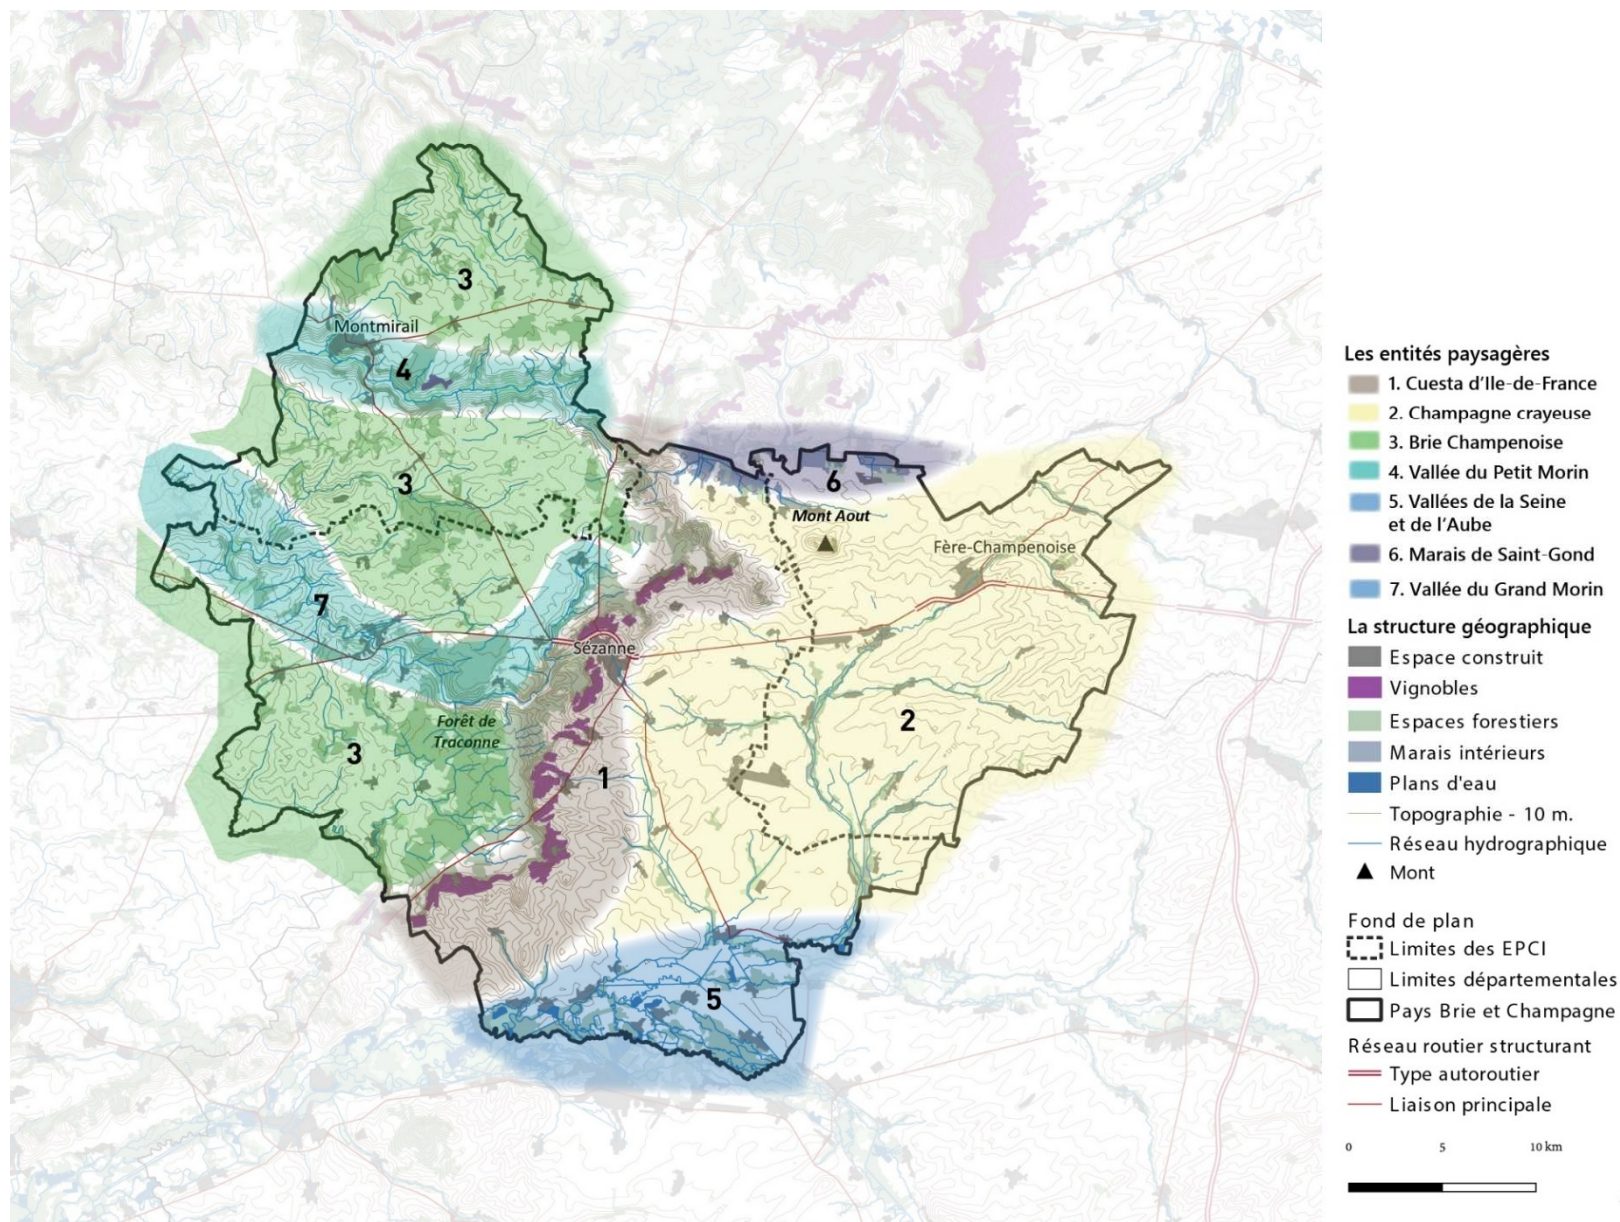 3
Montmirail
4
3
6
Mont Aout
Fère-Champenoise
7
Sézanne
Forêt de
Traconne
2
3
1
5
Les entités paysagères
1. Cuesta d'Ile-de-France
2. Champagne crayeuse
3. Brie Champenoise
4. Vallée du Petit Morin
5. Vallées de la Seine
et de l'Aube
6. Marais de Saint-Gond
7. Vallée du Grand Morin
La structure géographique
Espace construit
Vignobles
Espaces forestiers
Marais intérieurs
Plans d'eau
Topographie - 10 m.
Réseau hydrographique
Mont
Fond de plan
Limites des EPCI
Limites départementales
Pays Brie et Champagne
Réseau routier structurant
Type autoroutier
Liaison principale
0 5 10 km